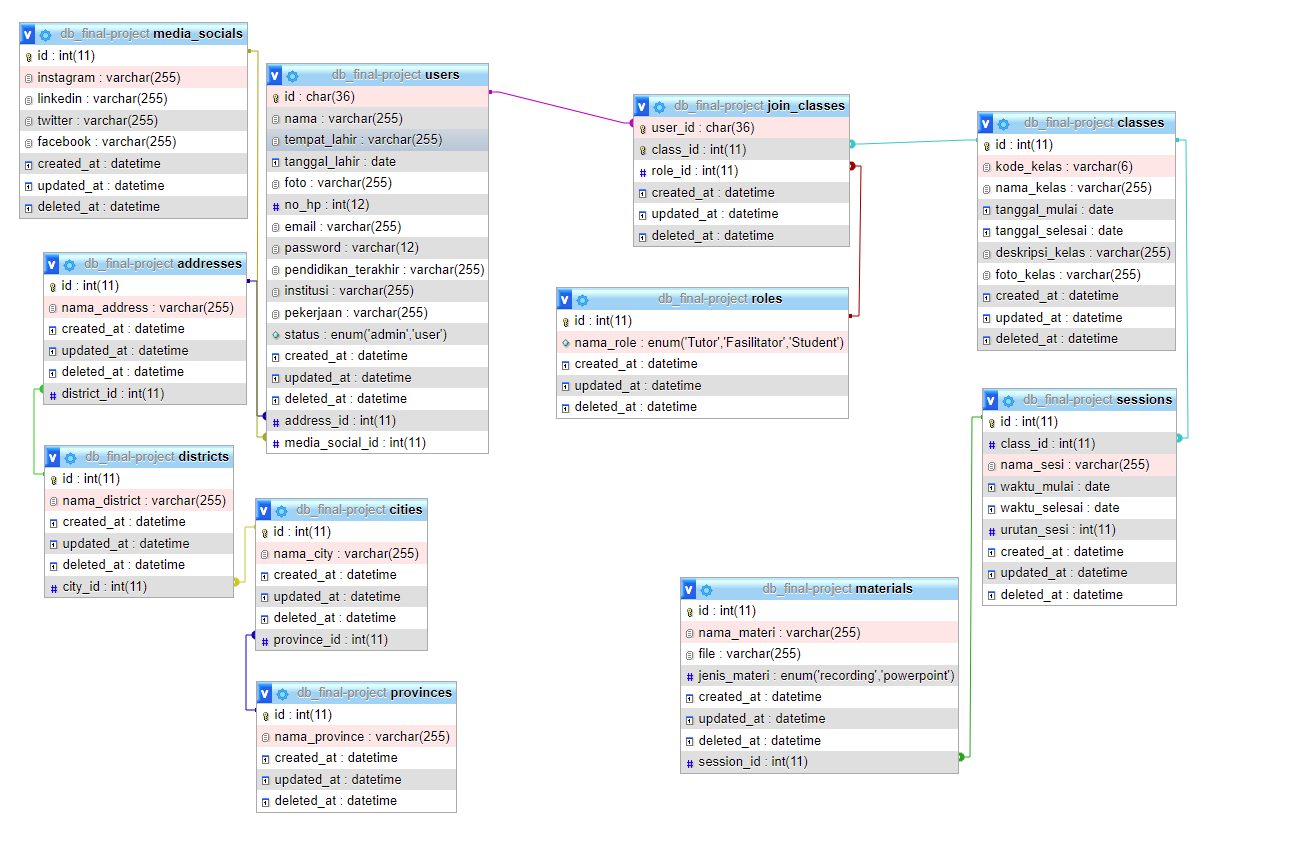 db_final-project media_socials
id : int(11)
instagram : varchar(255)
linkedin : varchar(255)
twitter : varchar(255)
facebook : varchar(255)
created_at : datetime
updated_at : datetime
deleted_at : datetime
db_final-project users
id : char(36)
nama : varchar(255)
tempat_lahir : varchar(255)
tanggal_lahir : date
foto : varchar(255)
no_hp : int(12)
email : varchar(255)
password : varchar(12)
pendidikan_terakhir : varchar(255)
institusi : varchar(255)
pekerjaan : varchar(255)
status : enum('admin','user')
created_at : datetime
updated_at : datetime
deleted_at : datetime
address_id : int(11)
media_social_id : int(11)
db_final-project join_classes
user_id : char(36)
class_id : int(11)
role_id : int(11)
created_at : datetime
updated_at : datetime
deleted_at : datetime
db_final-project classes
id : int(11)
kode_kelas : varchar(6)
nama_kelas : varchar(255)
tanggal_mulai : date
tanggal_selesai : date
deskripsi_kelas : varchar(255)
foto_kelas : varchar(255)
created_at : datetime
updated_at : datetime
deleted_at : datetime
db_final-project addresses
id : int(11)
nama_address : varchar(255)
created_at : datetime
updated_at : datetime
deleted_at : datetime
district_id : int(11)
db_final-project roles
id : int(11)
nama_role : enum('Tutor','Fasilitator','Student')
created_at : datetime
updated_at : datetime
deleted_at : datetime
db_final-project sessions
id : int(11)
class_id : int(11)
nama_sesi : varchar(255)
waktu_mulai : date
waktu_selesai : date
urutan_sesi : int(11)
created_at : datetime
updated_at : datetime
deleted_at : datetime
db_final-project districts
id : int(11)
nama_district : varchar(255)
created_at : datetime
updated_at : datetime
deleted_at : datetime
city_id : int(11)
db_final-project cities
id : int(11)
nama_city : varchar(255)
created_at : datetime
updated_at : datetime
deleted_at : datetime
province_id : int(11)
db_final-project materials
id : int(11)
nama_materi : varchar(255)
file : varchar(255)
jenis_materi : enum('recording','powerpoint')
created_at : datetime
updated_at : datetime
deleted_at : datetime
session_id : int(11)
db_final-project provinces
id : int(11)
nama_province : varchar(255)
created_at : datetime
updated_at : datetime
deleted_at : datetime